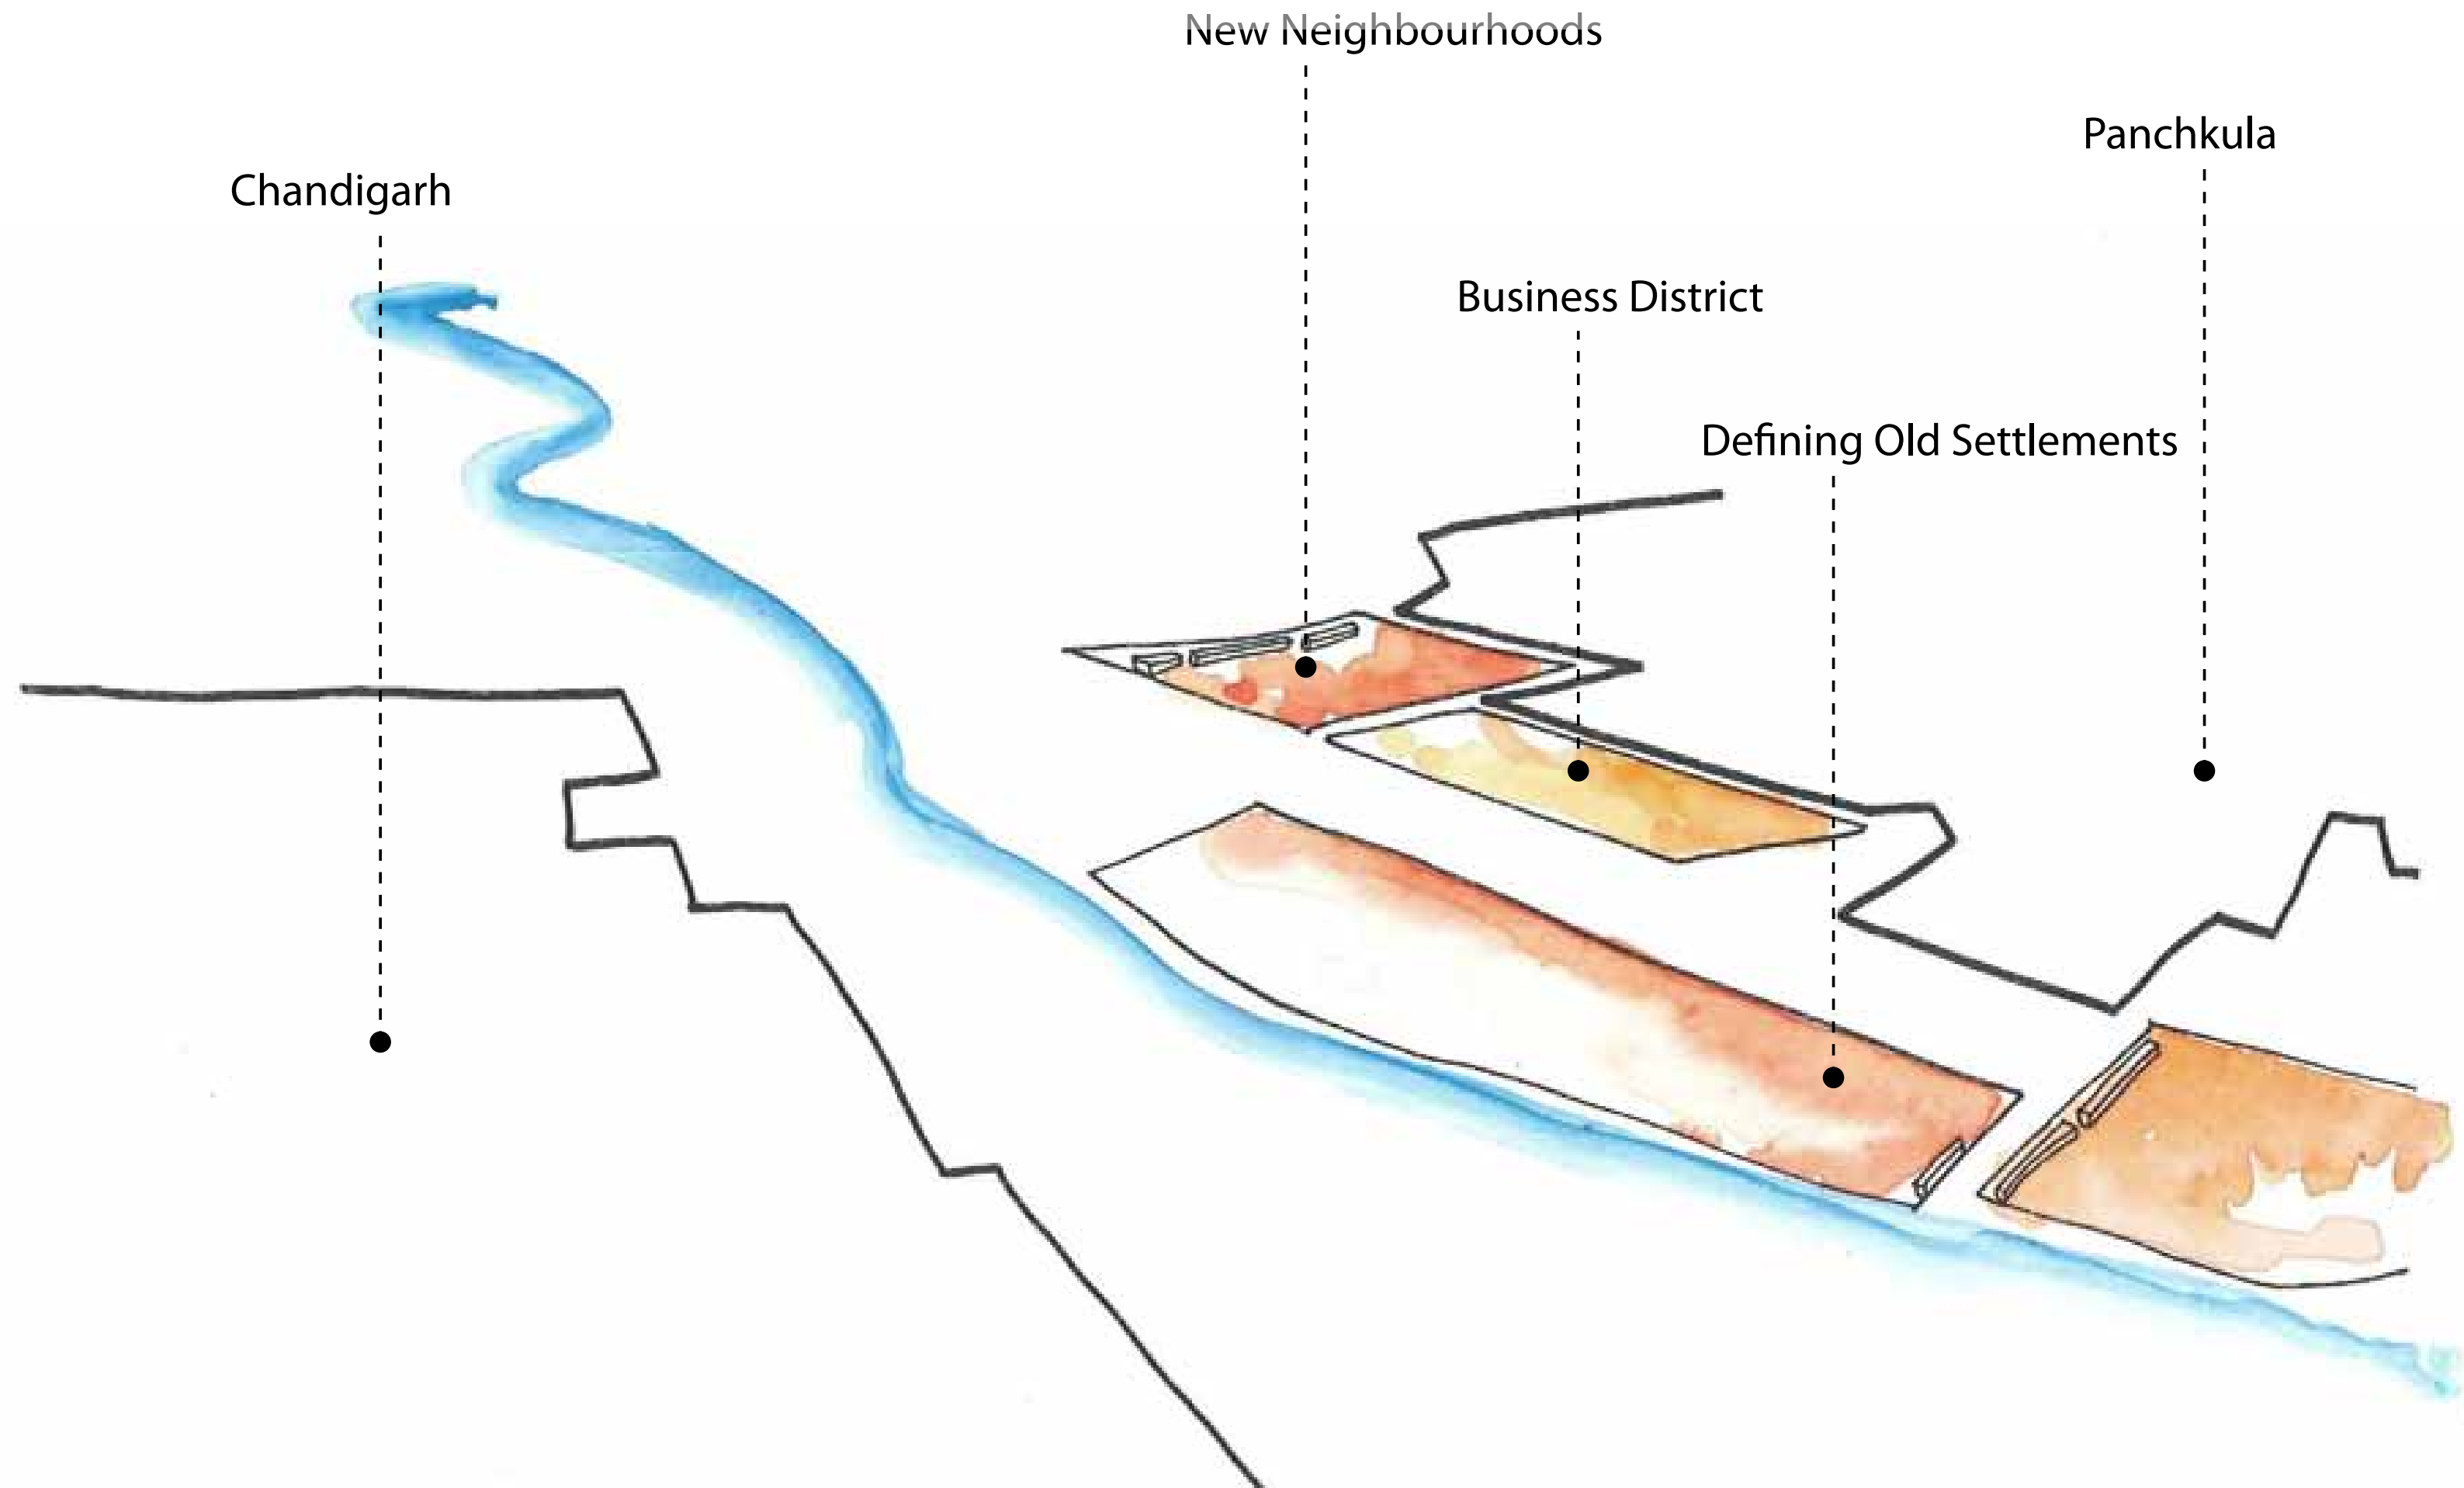 New Neighbourhoods
Panchkula
Chandigarh
Business District
Defining Old Settlements